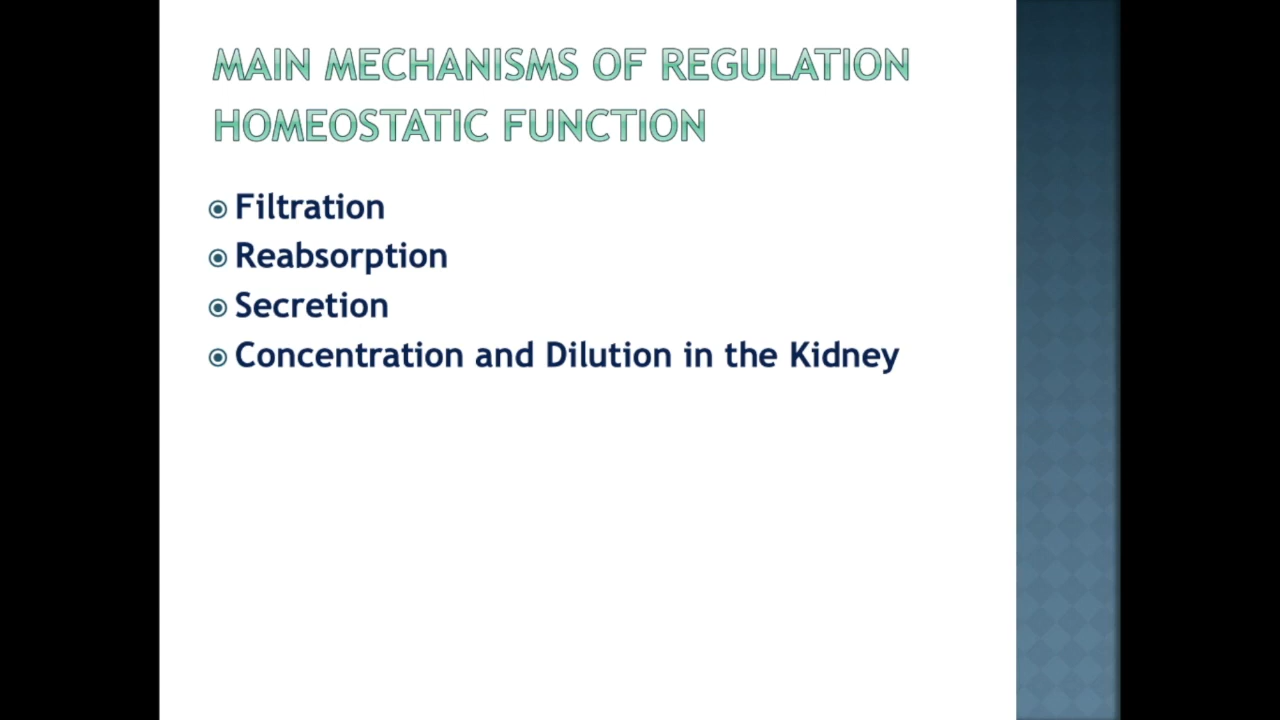 MAIN MECHANISMS OF REGULATION
HOMEOSTATIC FUNCTION
Filtration
Reabsorption
Secretion
Concentration and Dilution in the Kidney